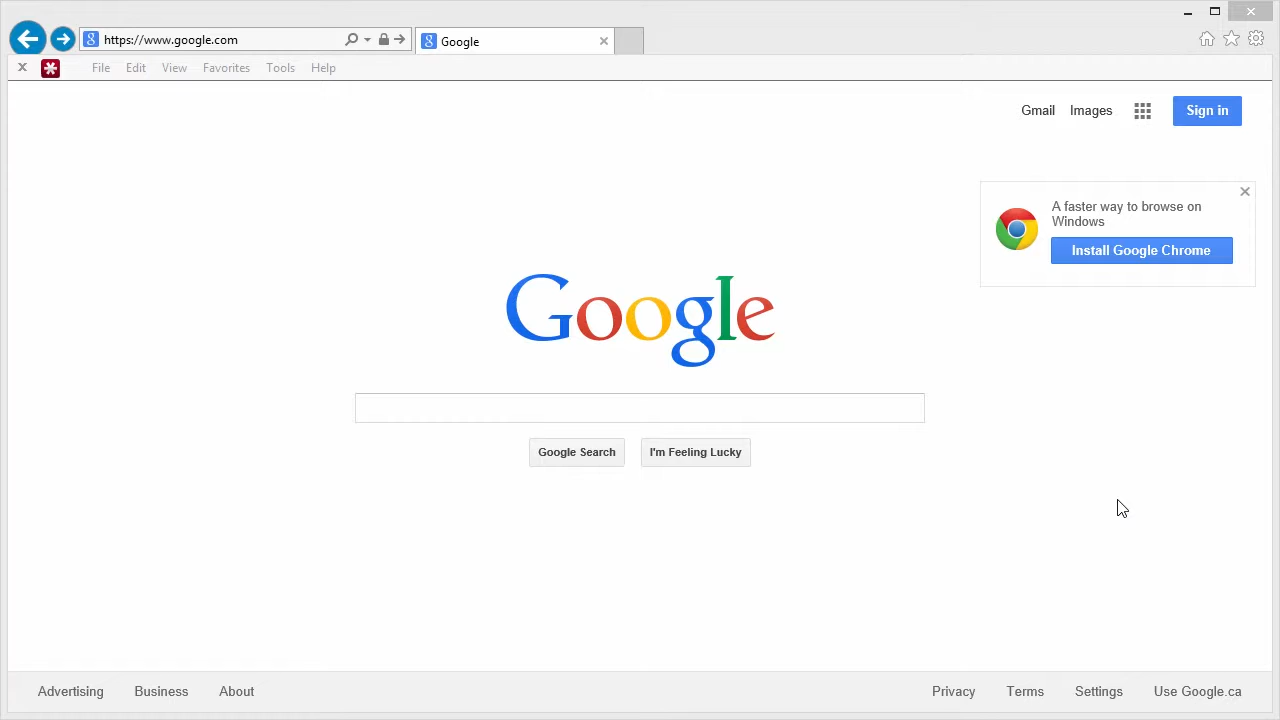 https://www.google.com
Google
File Edit View Favorites Tools Help
Gmail Images Sign in
A faster way to browse on
Windows
Install Google Chrome
Google
Google Search I'm Feeling Lucky
Advertising Business About Privacy Terms Settings Use Google.ca